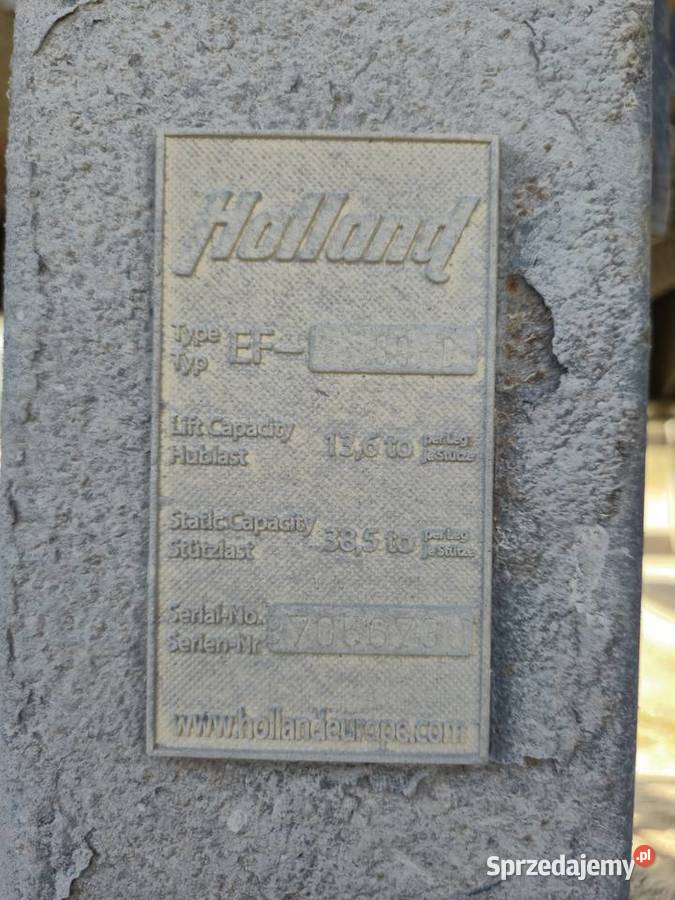 Holland
Type
Typ
EF-
Lift Capacity
Hublast
13,6 to
per Leg
je Stütze
Static Capacity
Stützlast
38,5 to
per Leg
je Stütze
Serial-No.
Serien-Nr
www.hollandeurope.com
Sprzedajemy.pl